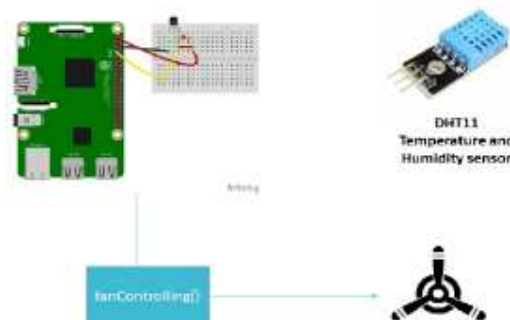 DHT11
Temperature and
Humidity sensor
fanControlling()